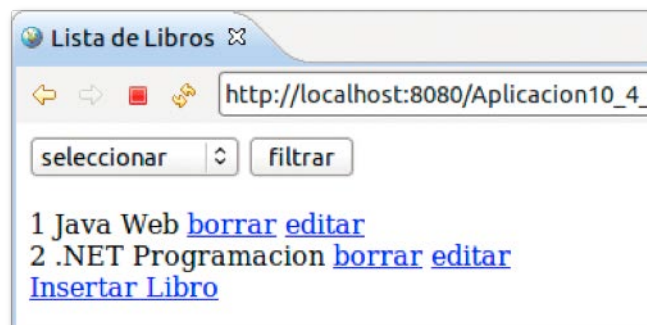 Lista de Libros
http://localhost:8080/Aplicacion10_4_
seleccionar filtrar
1 Java Web borrar editar
2 .NET Programacion borrar editar
Insertar Libro